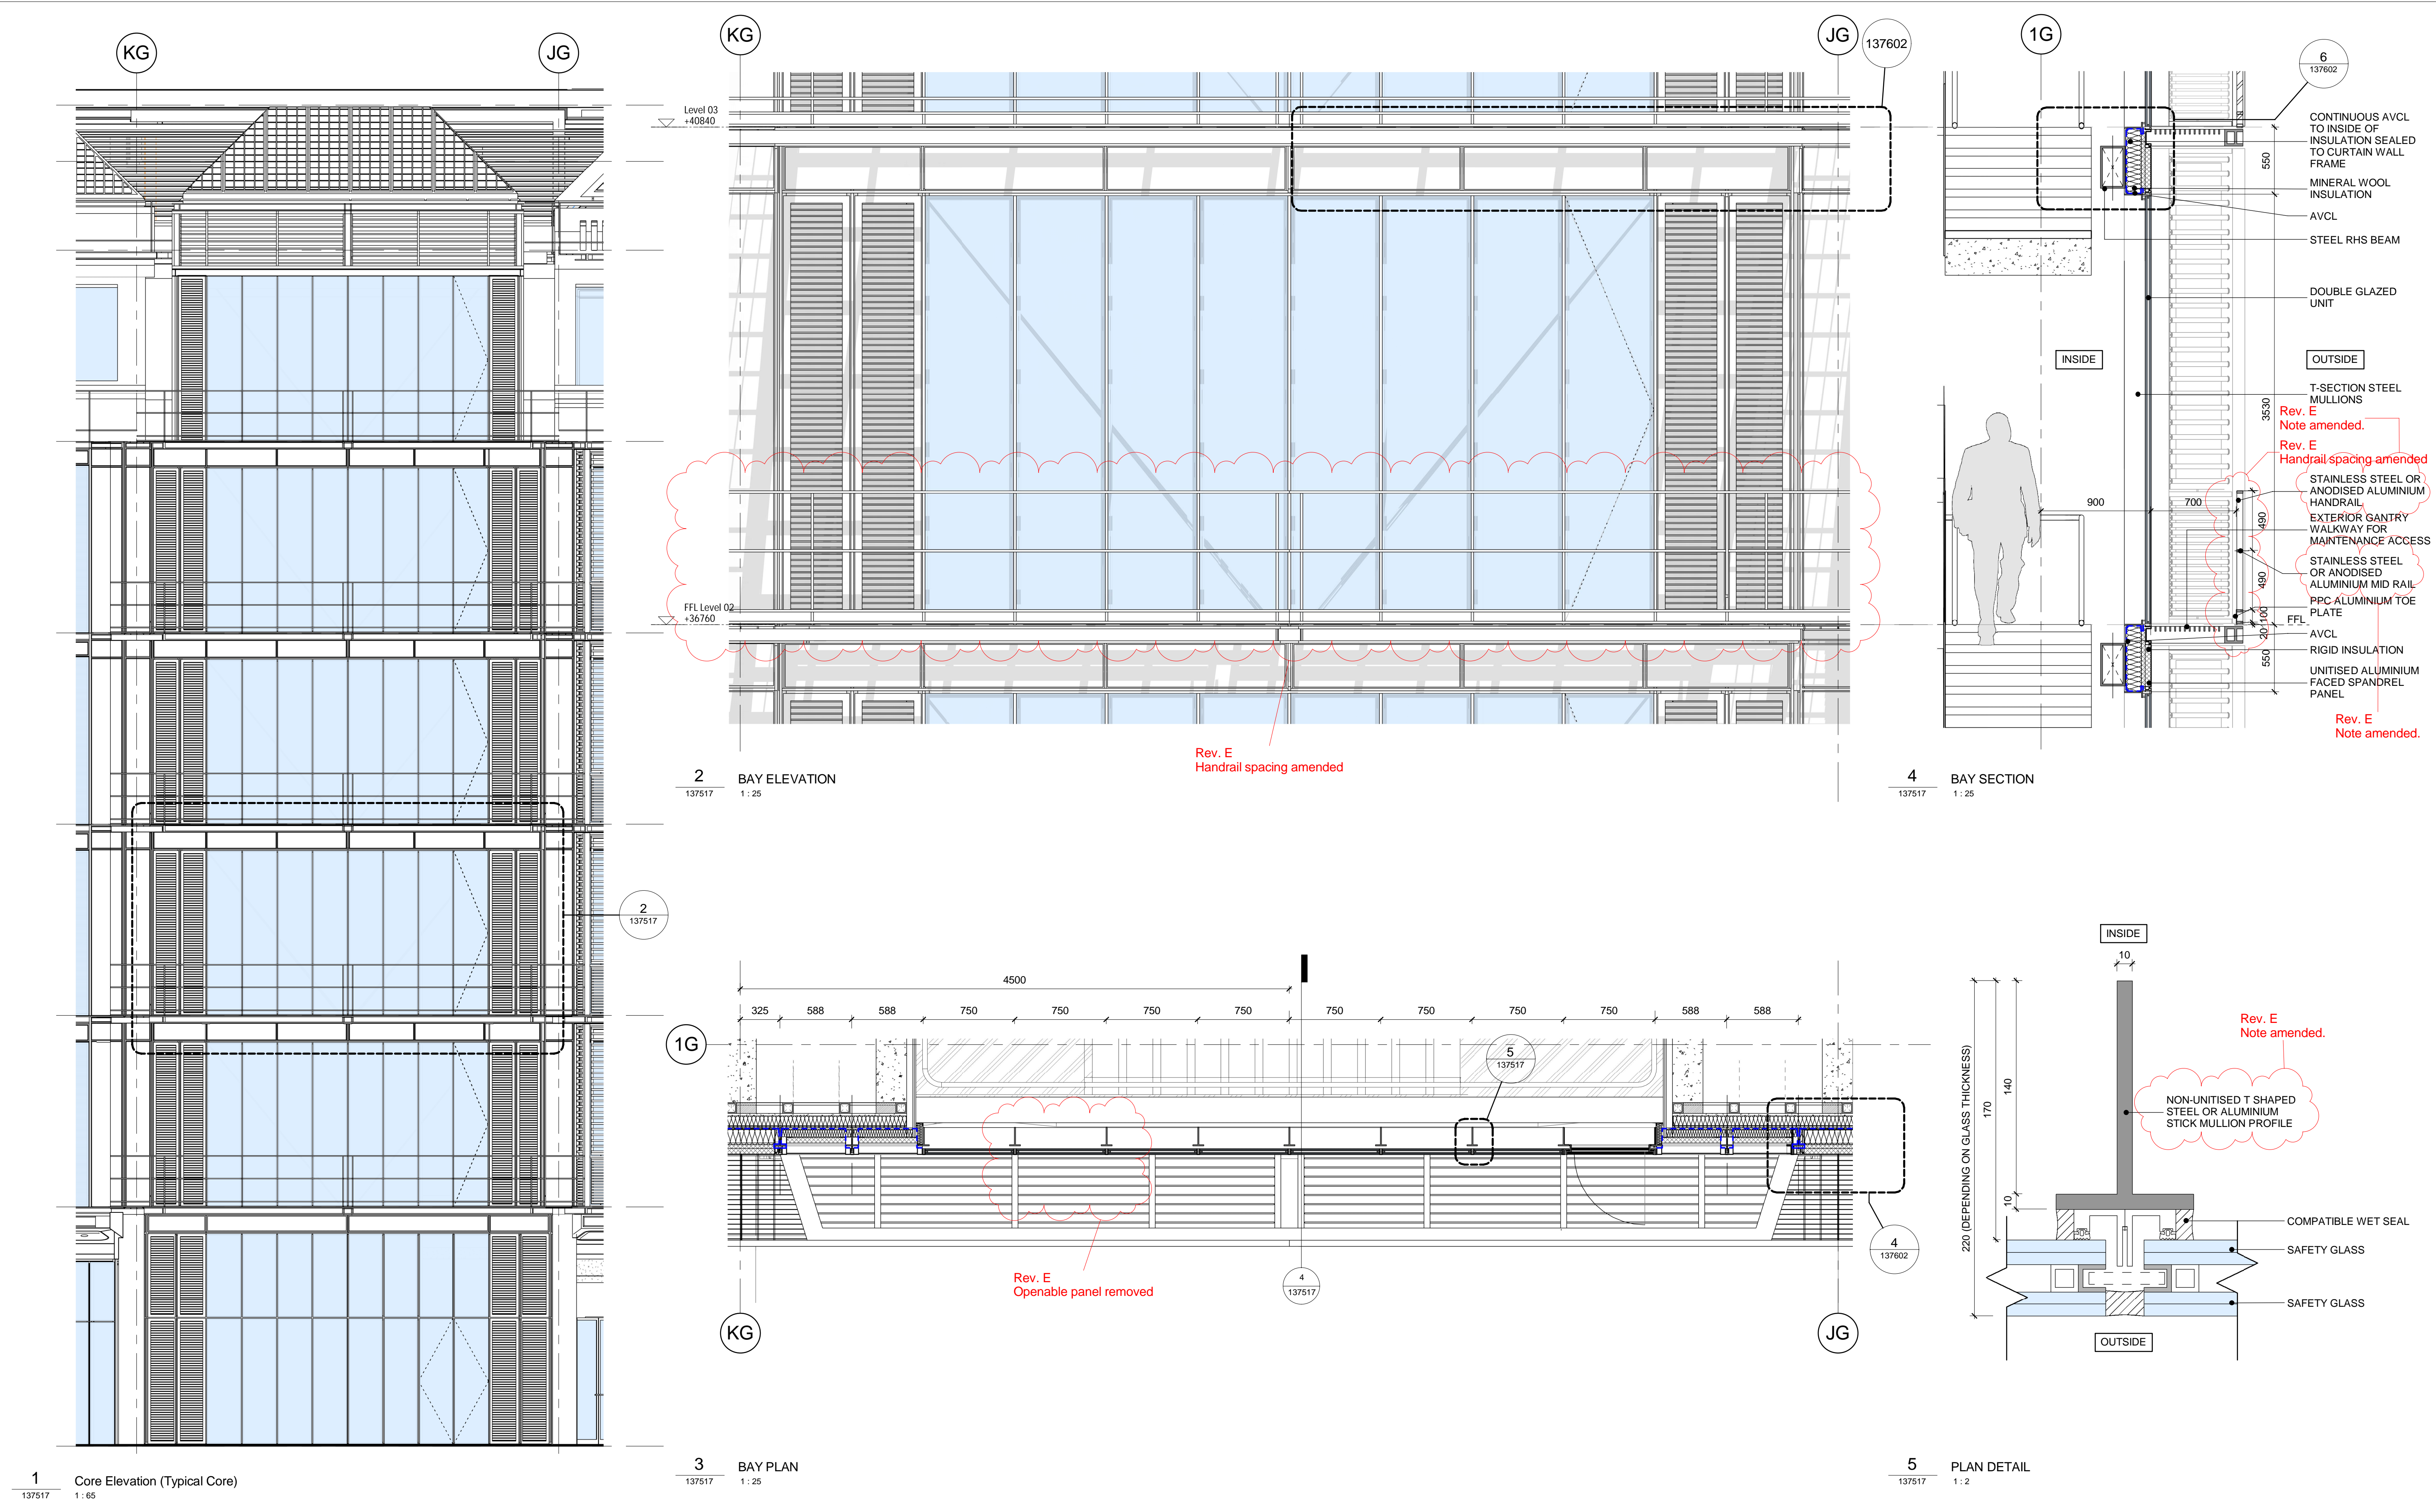 KG
JG
2
137517
1
137517
Core Elevation (Typical Core)
1 : 65
KG
JG
137602
Level 03
+40840
FFL Level 02
+36760
Rev. E
Handrail spacing amended
2
137517
BAY ELEVATION
1 : 25
1G
6
137602
CONTINUOUS AVCL
TO INSIDE OF
INSULATION SEALED
TO CURTAIN WALL
FRAME
MINERAL WOOL
INSULATION
AVCL
STEEL RHS BEAM
DOUBLE GLAZED
UNIT
INSIDE
OUTSIDE
T-SECTION STEEL
MULLIONS
Rev. E
Note amended.
Rev. E
Handrail spacing amended
STAINLESS STEEL OR
ANODISED ALUMINIUM
HANDRAIL
EXTERIOR GANTRY
WALKWAY FOR
MAINTENANCE ACCESS
STAINLESS STEEL
OR ANODISED
ALUMINIUM MID RAIL
PPC ALUMINIUM TOE
PLATE
FFL
AVCL
RIGID INSULATION
UNITISED ALUMINIUM
FACED SPANDREL
PANEL
Rev. E
Note amended.
550
3530
900
700
490
490
100
20
550
4
137517
BAY SECTION
1 : 25
4500
325
588
588
750
750
750
750
750
750
750
750
588
588
1G
5
137517
4
137602
Rev. E
Openable panel removed
4
137517
KG
JG
3
137517
BAY PLAN
1 : 25
INSIDE
10
Rev. E
Note amended.
220 (DEPENDING ON GLASS THICKNESS)
170
140
10
NON-UNITISED T SHAPED
STEEL OR ALUMINIUM
STICK MULLION PROFILE
COMPATIBLE WET SEAL
SAFETY GLASS
SAFETY GLASS
OUTSIDE
5
137517
PLAN DETAIL
1 : 2